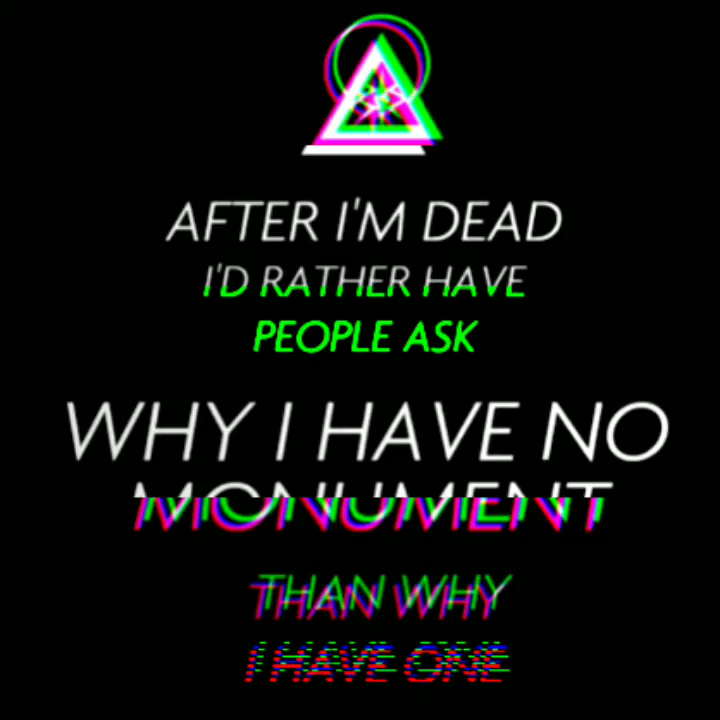 AFTER I'M DEAD
I'D RATHER HAVE
PEOPLE ASK
WHY I HAVE NO
MONUMENT
THAN WHY
I HAVE ONE